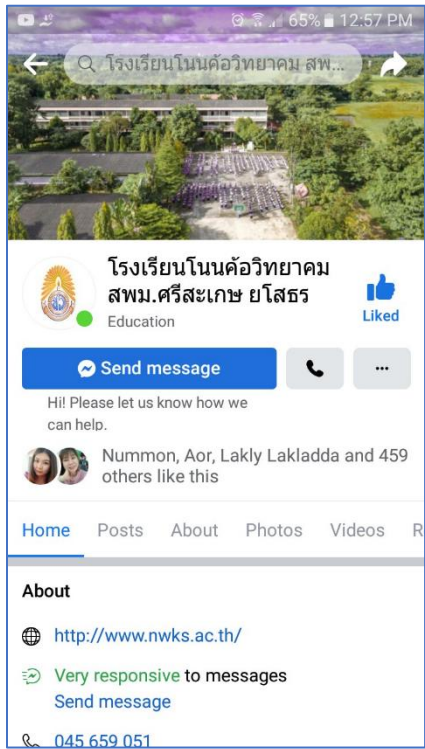 65% 12:57 PM
โรงเรียนโนนค้อวิทยาคม สพ...
โรงเรียนโนนค้อวิทยาคม
สพม.ศรีสะเกษ ยโสธร
Education
Liked
Send message
Hi! Please let us know how we
can help.
Nummon, Aor, Lakly Lakladda and 459
others like this
Home Posts About Photos Videos R
About
http://www.nwks.ac.th/
Very responsive to messages
Send message
045 659 051